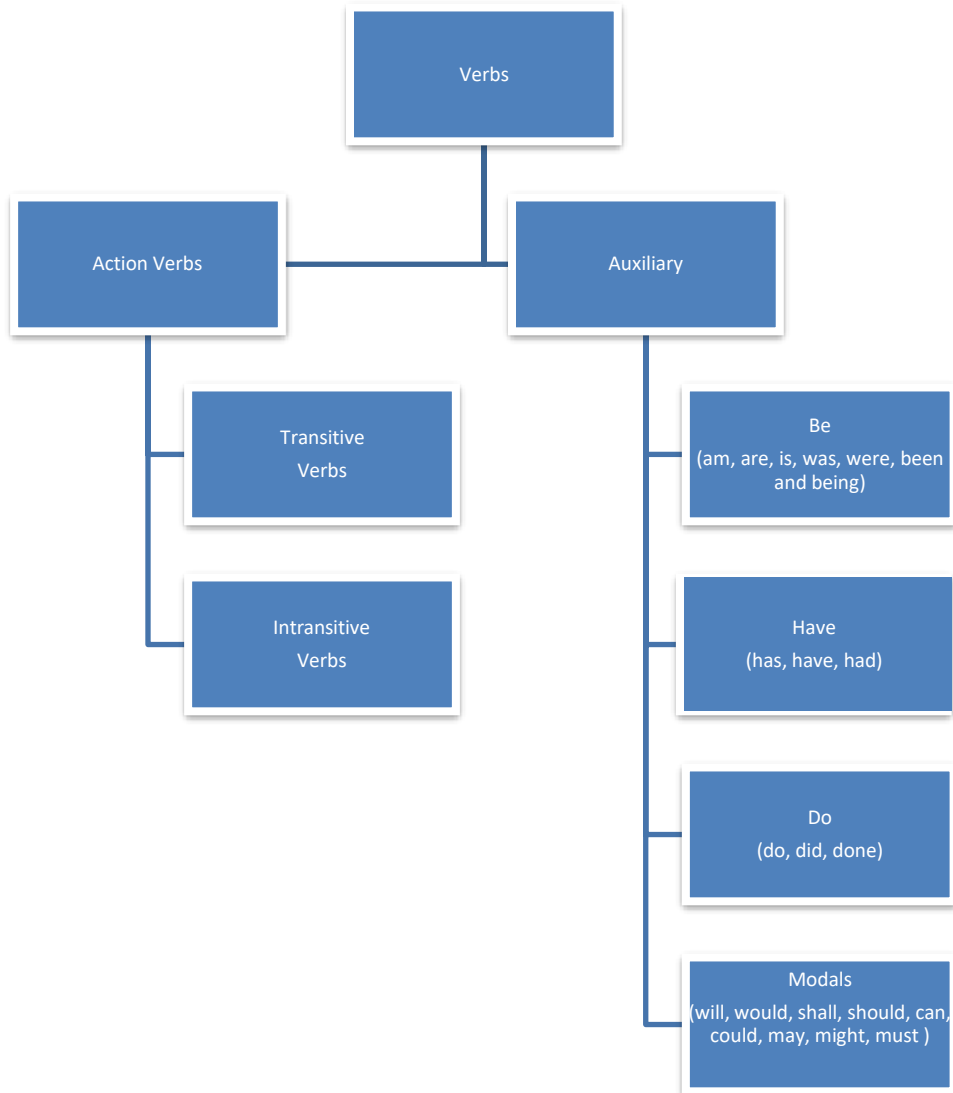 Verbs
Action Verbs
Auxiliary
Transitive
Verbs
Intransitive
Verbs
Be
(am, are, is, was, were, been
and being)
Have
(has, have, had)
Do
(do, did, done)
Modals
(will, would, shall, should, can,
could, may, might, must )